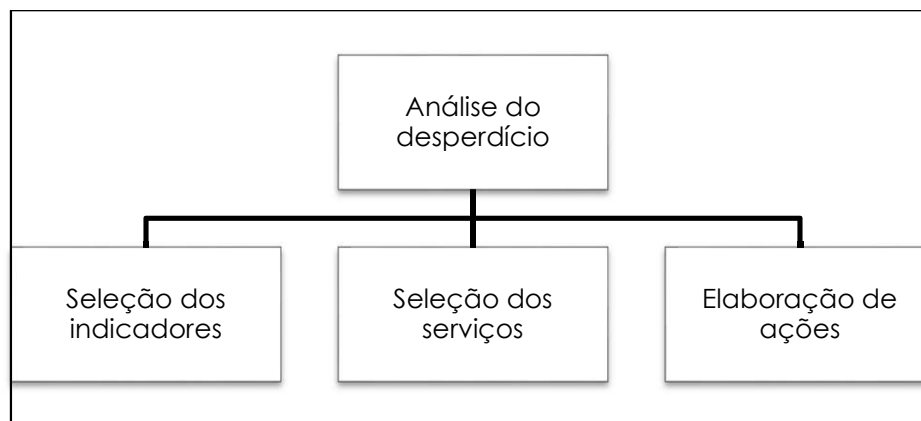 Análise do
desperdício
Seleção dos
indicadores
Seleção dos
serviços
Elaboração de
ações